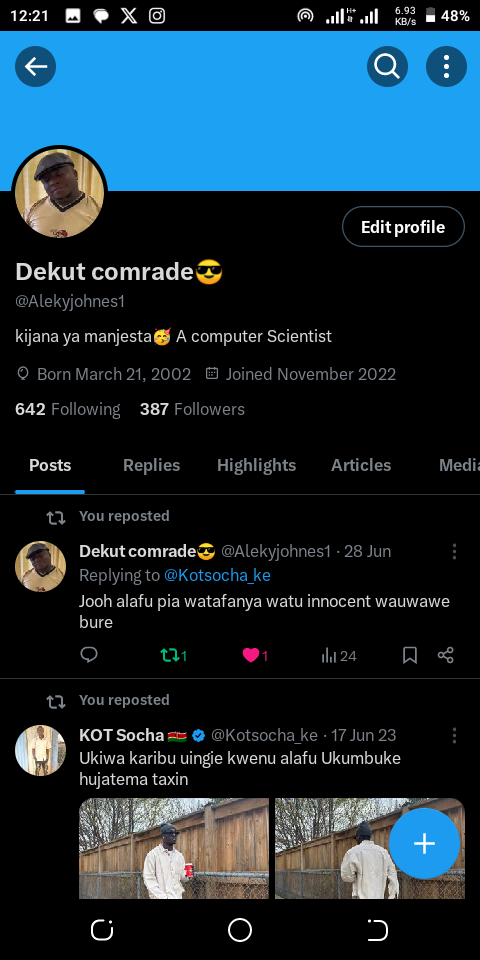 12:21 H+ 6.93 KB/s 48%
Edit profile
Dekut comrade😎
@Alekyjohnes1
kijana ya manjesta🥳 A computer Scientist
Born March 21, 2002 Joined November 2022
642 Following 387 Followers
Posts Replies Highlights Articles Media
You reposted
Dekut comrade😎 @Alekyjohnes1 · 28 Jun
Replying to @Kotsocha_ke
Jooh alafu pia watafanya watu innocent wauwawe
bure
1 1 24
You reposted
KOT Socha 🇰🇪 @Kotsocha_ke · 17 Jun 23
Ukiwa karibu uingie kwenu alafu Ukumbuke
hujatema taxin